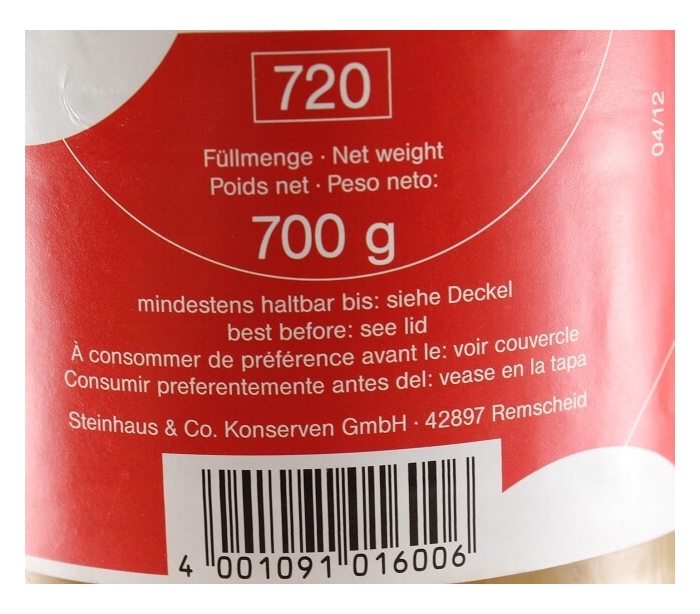 720
04/12
Füllmenge · Net weight
Poids net · Peso neto:
700 g
mindestens haltbar bis: siehe Deckel
best before: see lid
À consommer de préférence avant le: voir couvercle
Consumir preferentemente antes del: vease en la tapa
Steinhaus & Co. Konserven GmbH · 42897 Remscheid
4 001091 016006